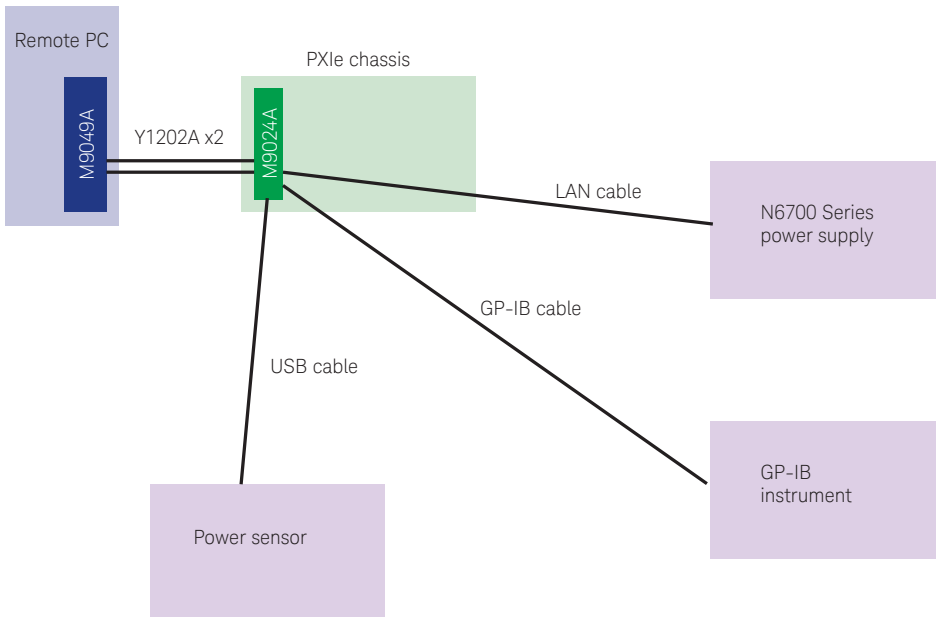 Remote PC
PXIe chassis
M9049A
Y1202A x2
M9024A
LAN cable
N6700 Series
power supply
GP-IB cable
USB cable
GP-IB
instrument
Power sensor